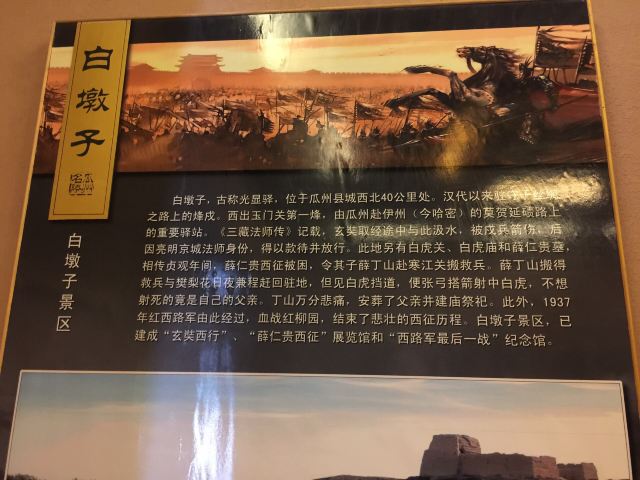 白墩子
白墩子景区
白墩子，古称光显驿，位于瓜州县城西北40公里处。汉代以来
之路上的烽戍。西出玉门关第一烽，由瓜州赴伊州（今哈密）的莫贺延碛路上
的重要驿站。《三藏法师传》记载，玄奘取经途中与此汲水，被戍兵箭伤，后
因亮明京城法师身份，得以款待并放行。此地另有白虎关、白虎庙和薛仁贵墓，
相传贞观年间，薛仁贵西征被困，令其子薛丁山赴寒江关搬救兵。薛丁山搬得
救兵与樊梨花日夜兼程赶回驻地，但见白虎挡道，便张弓搭箭射中白虎，不想
射死的竟是自己的父亲。丁山万分悲痛，安葬了父亲并建庙祭祀。此外，1937
年红西路军由此经过，血战红柳园，结束了悲壮的西征历程。白墩子景区，已
建成“玄奘西行”、“薛仁贵西征”展览馆和“西路军最后一战”纪念馆。